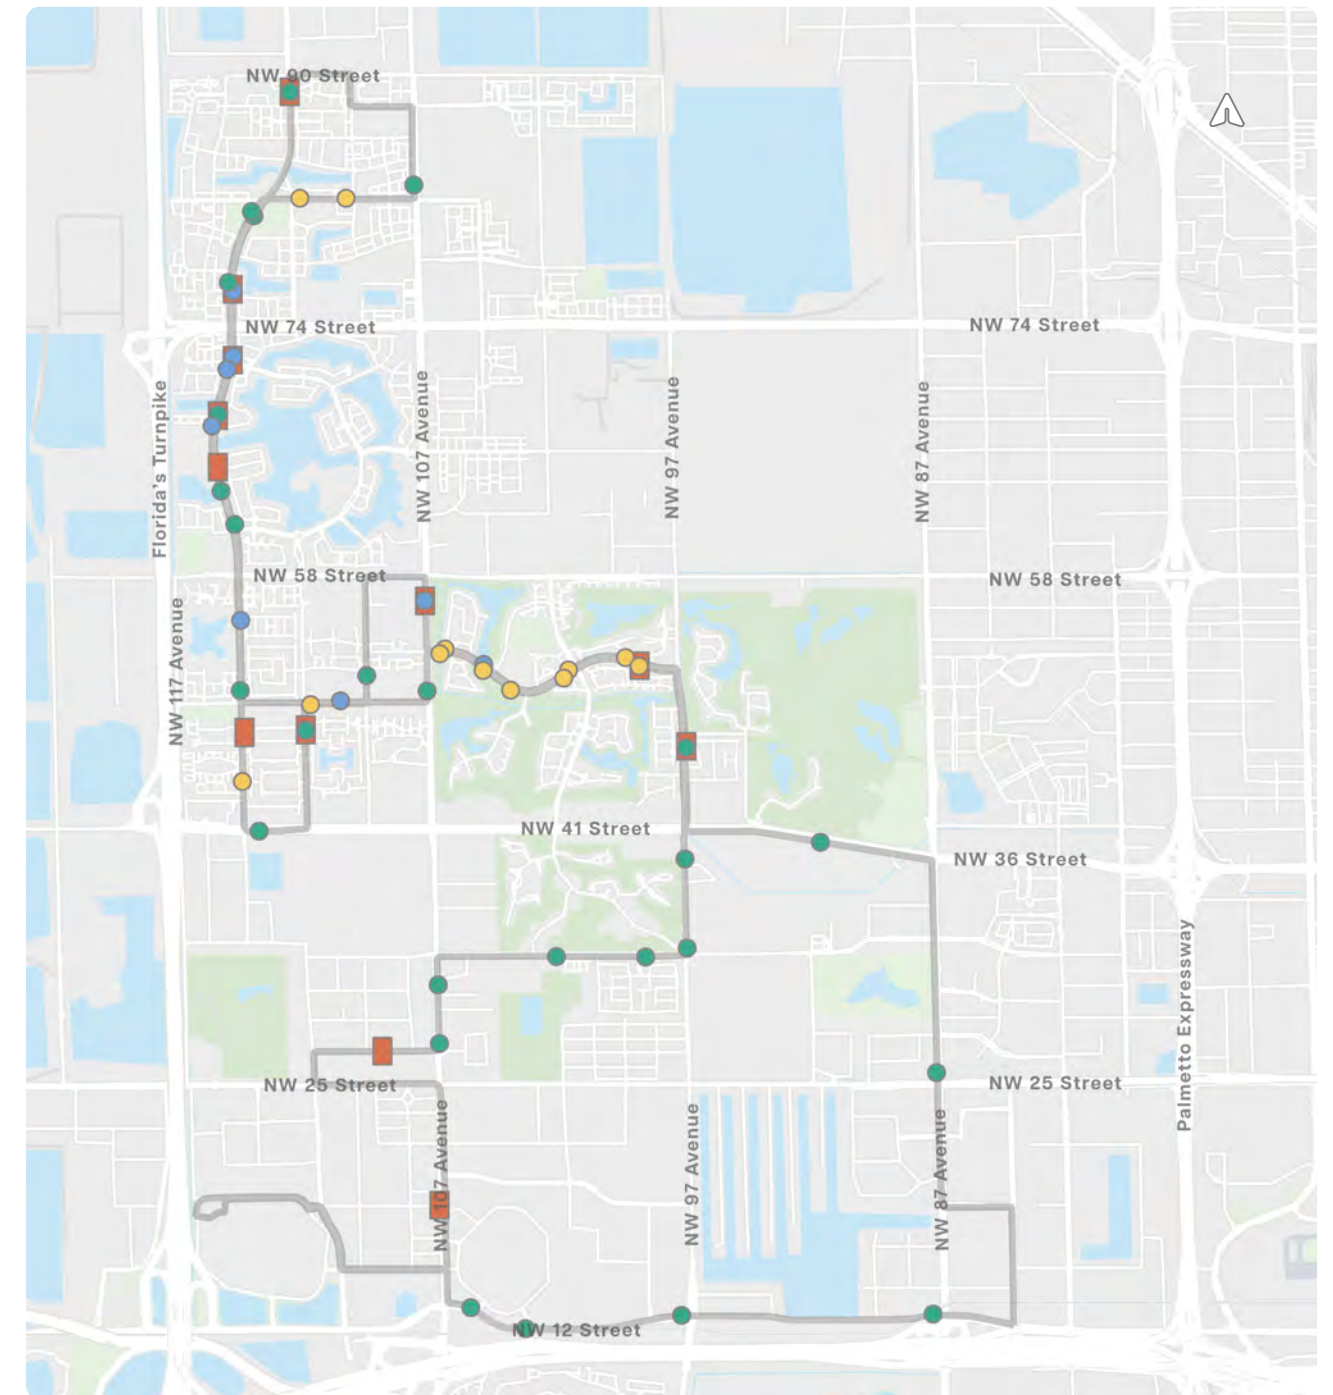 NW 90 Street
NW 74 Street
NW 74 Street
Florida's Turnpike
NW 107 Avenue
NW 97 Avenue
NW 87 Avenue
NW 58 Street
NW 58 Street
NW 117 Avenue
NW 41 Street
NW 36 Street
Palmetto Expressway
NW 25 Street
NW 25 Street
NW 107 Avenue
NW 97 Avenue
NW 87 Avenue
NW 12 Street